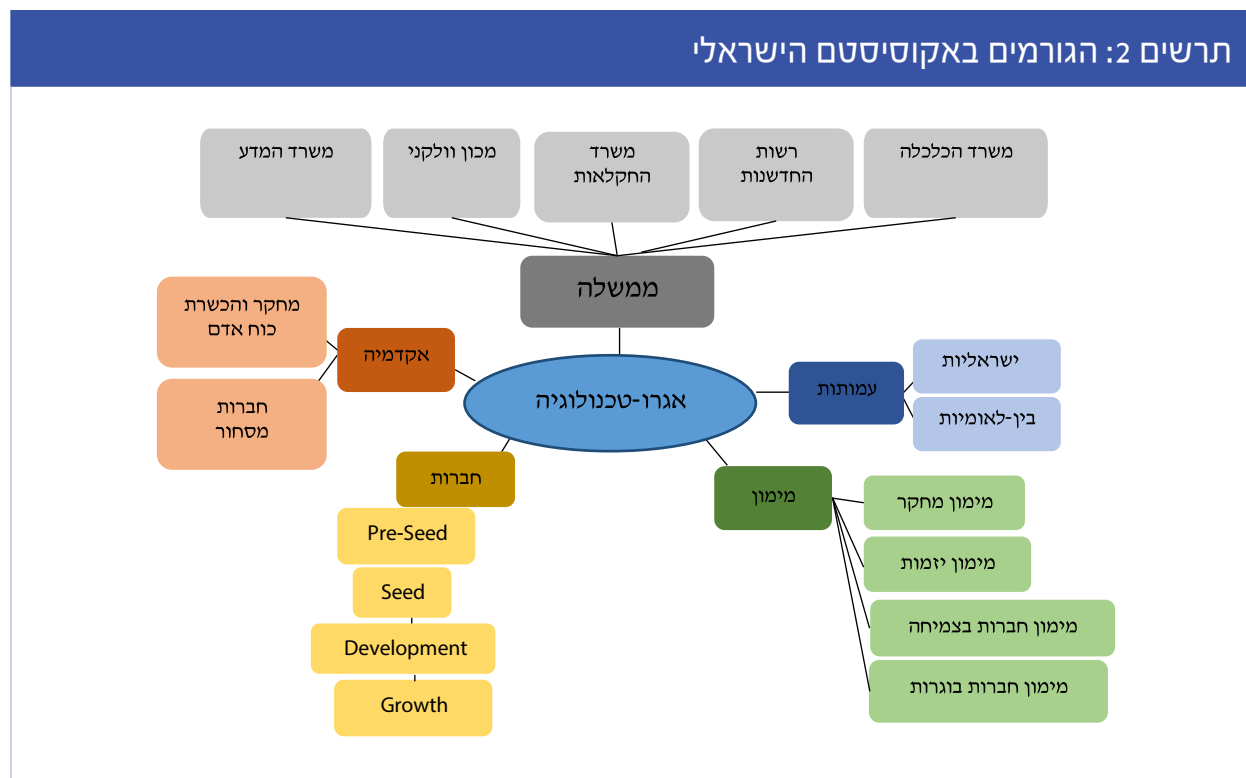 תרשים 2: הגורמים באקוסיסטם הישראלי
משרד הכלכלה
רשות
החדשנות
משרד
החקלאות
מכון וולקני
משרד המדע
ממשלה
אגרו-טכנולוגיה
עמותות
ישראליות
בין-לאומיות
מימון
מימון מחקר
מימון יזמות
מימון חברות בצמיחה
מימון חברות בוגרות
אקדמיה
מחקר והכשרת
כוח אדם
חברות
מסחור
חברות
Pre-Seed
Seed
Development
Growth